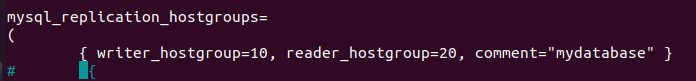 mysql_replication_hostgroups=
(
        { writer_hostgroup=10, reader_hostgroup=20, comment="mydatabase" }
#       {